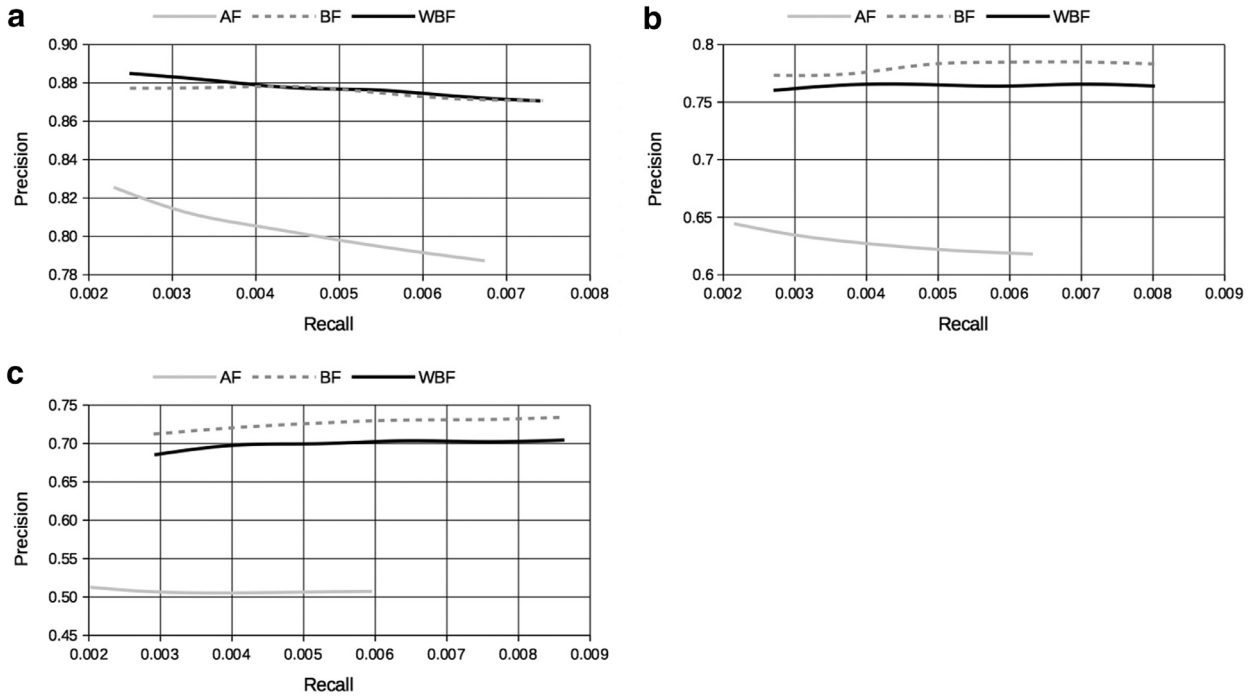 a
AF BF WBF
0.90
0.88
0.86
0.84
0.82
0.80
0.78
Precision
0.002 0.003 0.004 0.005 0.006 0.007 0.008
Recall
b
AF BF WBF
0.8
0.75
0.7
0.65
0.6
Precision
0.002 0.003 0.004 0.005 0.006 0.007 0.008 0.009
Recall
c
AF BF WBF
0.75
0.70
0.65
0.60
0.55
0.50
0.45
Precision
0.002 0.003 0.004 0.005 0.006 0.007 0.008 0.009
Recall